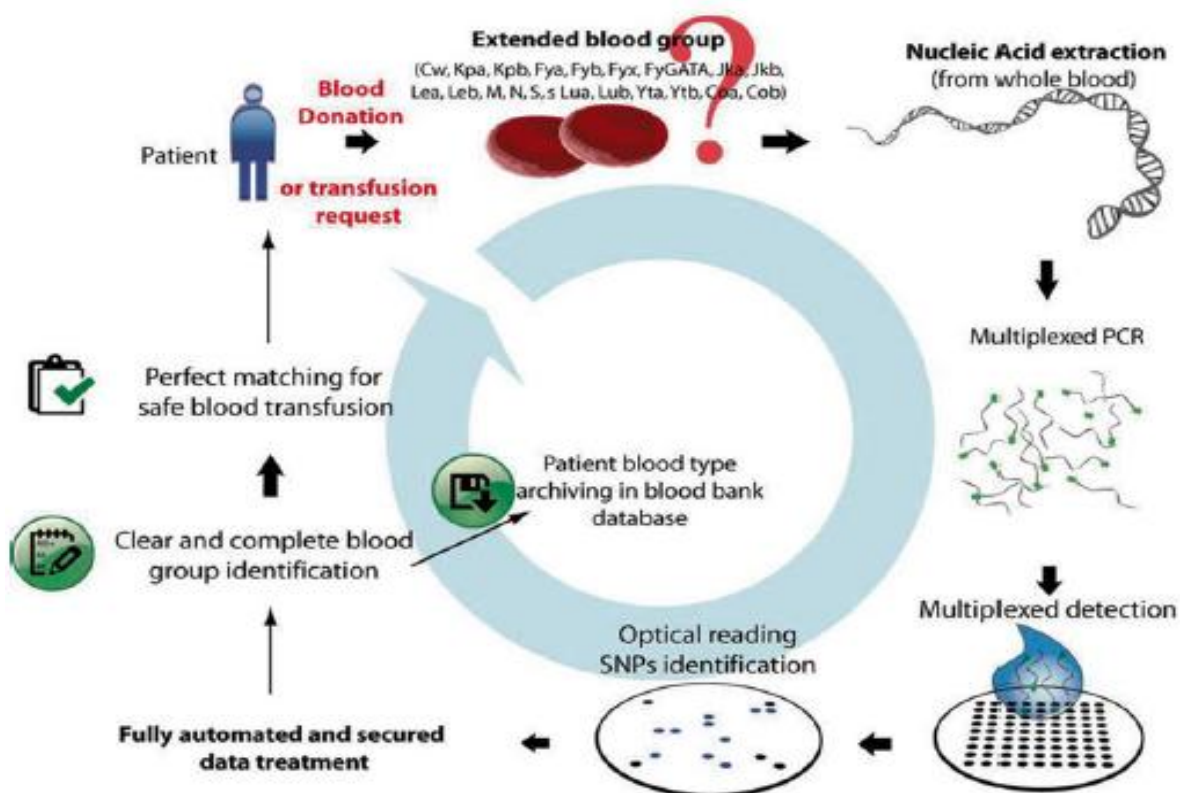 Extended blood group
(Cw, Kpa, Kpb, Fya, Fyb, Fyx, FyGATA, Jka, Jkb,
Lea, Leb, M, N, S, s Lua, Lub, Yta, Ytb, Coa, Cob)
?
Nucleic Acid extraction
(from whole blood)
Blood
Donation
or transfusion
request
Patient
Multiplexed PCR
Perfect matching for
safe blood transfusion
Patient blood type
archiving in blood bank
database
Clear and complete blood
group identification
Multiplexed detection
Optical reading
SNPs identification
Fully automated and secured
data treatment